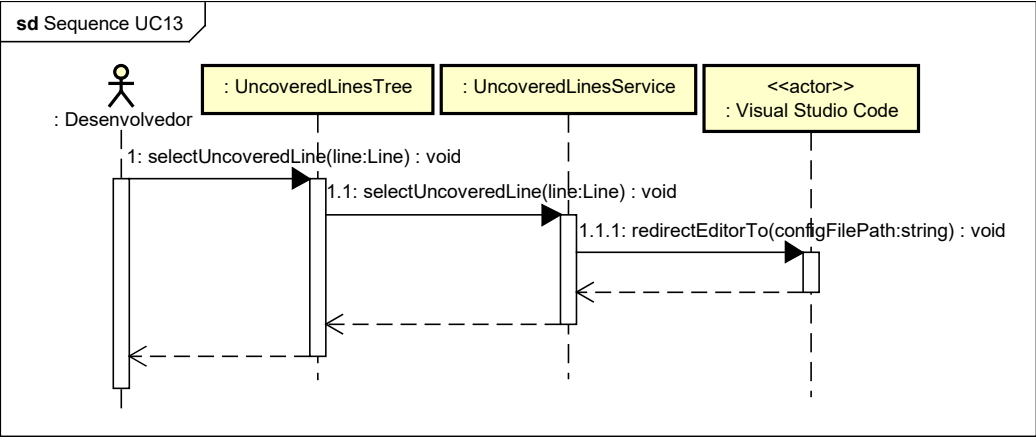 sd Sequence UC13
: Desenvolvedor
: UncoveredLinesTree
: UncoveredLinesService
<<actor>>
: Visual Studio Code
1: selectUncoveredLine(line:Line) : void
1.1: selectUncoveredLine(line:Line) : void
1.1.1: redirectEditorTo(configFilePath:string) : void